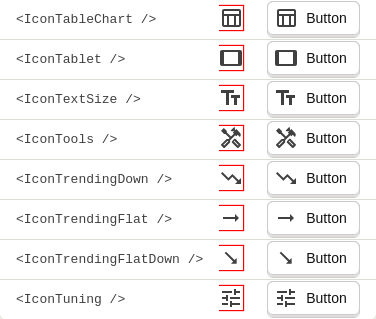 <IconTableChart /> Button
<IconTablet /> Button
<IconTextSize /> Button
<IconTools /> Button
<IconTrendingDown /> Button
<IconTrendingFlat /> Button
<IconTrendingFlatDown /> Button
<IconTuning /> Button